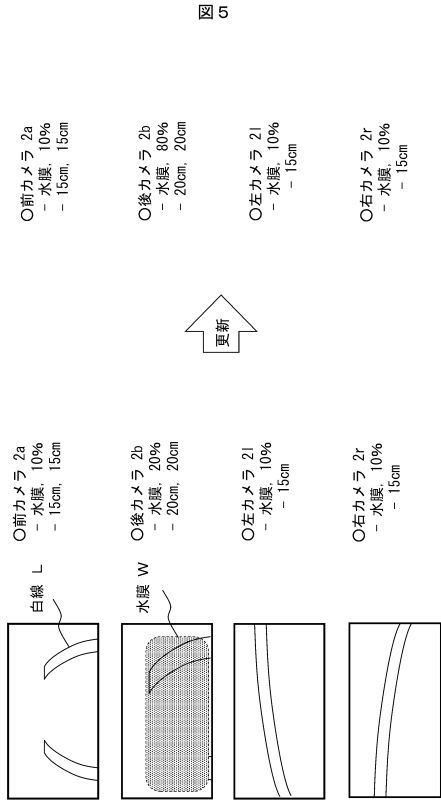 図5
白線 L
○前カメラ 2a
- 水膜, 10%
- 15cm, 15cm
水膜 W
○後カメラ 2b
- 水膜, 20%
- 20cm, 20cm
○左カメラ 2l
- 水膜, 10%
- 15cm
○右カメラ 2r
- 水膜, 10%
- 15cm
更新
○前カメラ 2a
- 水膜, 10%
- 15cm, 15cm
○後カメラ 2b
- 水膜, 80%
- 20cm, 20cm
○左カメラ 2l
- 水膜, 10%
- 15cm
○右カメラ 2r
- 水膜, 10%
- 15cm